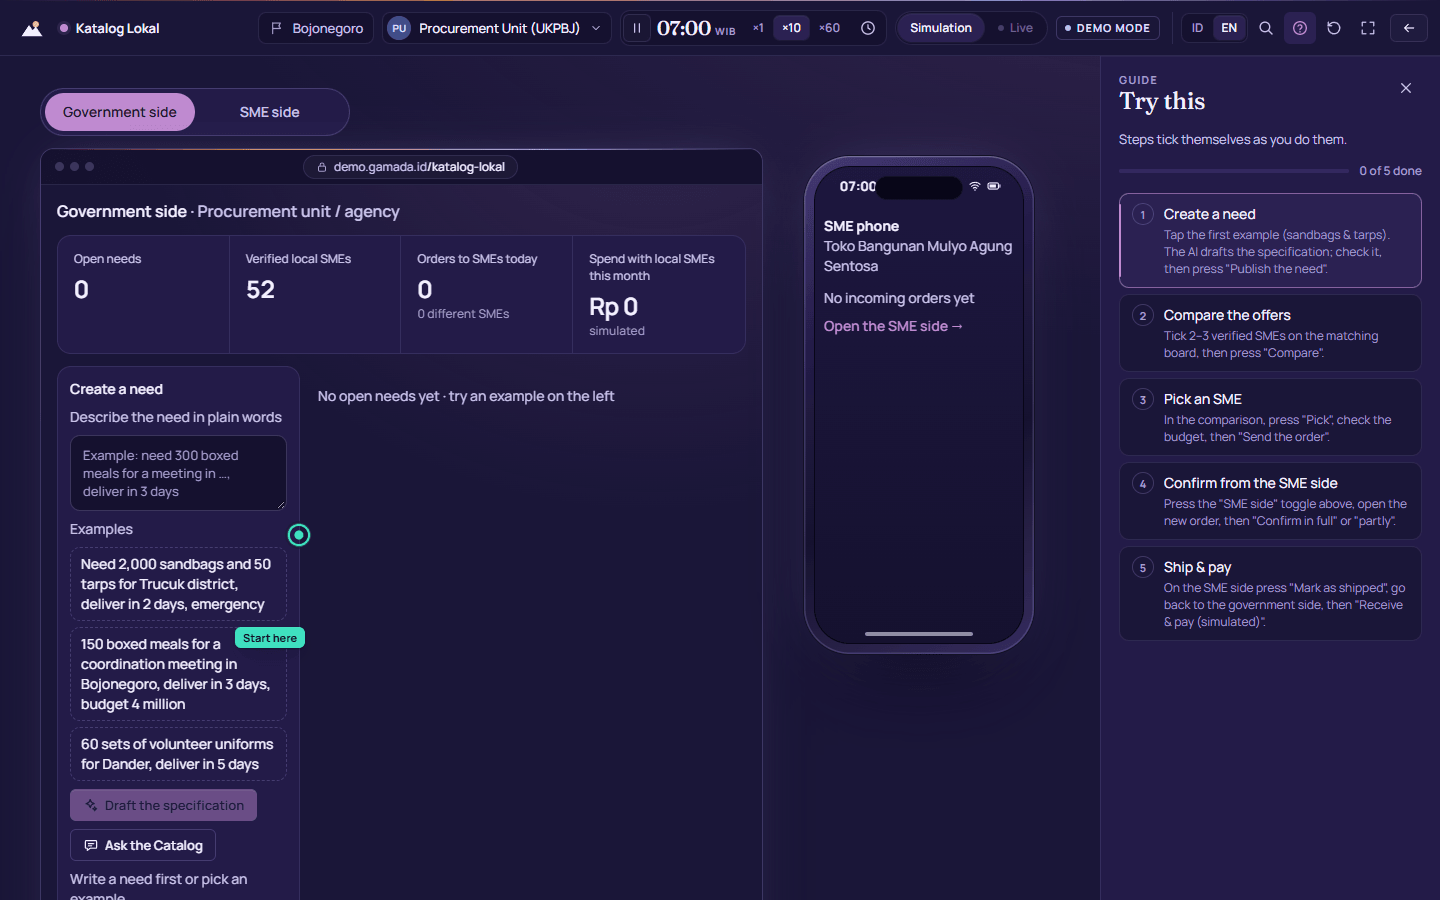 Katalog Lokal
Bojonegoro
PU
Procurement Unit (UKPBJ)
07:00 WIB
×1
×10
×60
Simulation
Live
DEMO MODE
ID
EN
Government side
SME side
demo.gamada.id/katalog-lokal
Government side · Procurement unit / agency
Open needs
0
Verified local SMEs
52
Orders to SMEs today
0
0 different SMEs
Spend with local SMEs
this month
Rp 0
simulated
Create a need
Describe the need in plain words
Example: need 300 boxed
meals for a meeting in …,
deliver in 3 days
Examples
Need 2,000 sandbags and 50
tarps for Trucuk district,
deliver in 2 days, emergency
Start here
150 boxed meals for a
coordination meeting in
Bojonegoro, deliver in 3 days,
budget 4 million
60 sets of volunteer uniforms
for Dander, deliver in 5 days
Draft the specification
Ask the Catalog
Write a need first or pick an
example
No open needs yet · try an example on the left
07:00
SME phone
Toko Bangunan Mulyo Agung
Sentosa
No incoming orders yet
Open the SME side →
GUIDE
Try this
Steps tick themselves as you do them.
0 of 5 done
1
Create a need
Tap the first example (sandbags & tarps).
The AI drafts the specification; check it,
then press "Publish the need".
2
Compare the offers
Tick 2–3 verified SMEs on the matching
board, then press "Compare".
3
Pick an SME
In the comparison, press "Pick", check the
budget, then "Send the order".
4
Confirm from the SME side
Press the "SME side" toggle above, open the
new order, then "Confirm in full" or "partly".
5
Ship & pay
On the SME side press "Mark as shipped", go
back to the government side, then "Receive
& pay (simulated)".